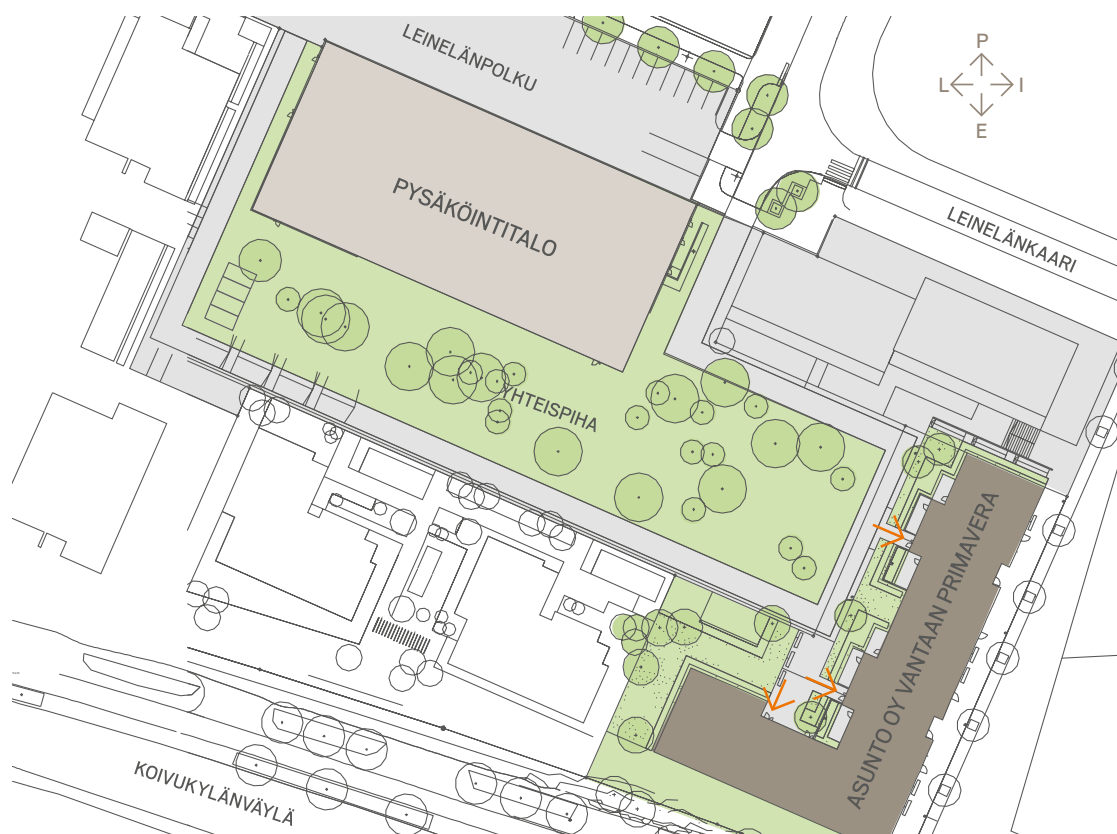 LEINELÄNPOLKU
P
L I
E
PYSÄKÖINTITALO
LEINELÄNKAARI
YHTEISPIHA
ASUNTO OY VANTAAN PRIMAVERA
KOIVUKYLÄNVÄYLÄ